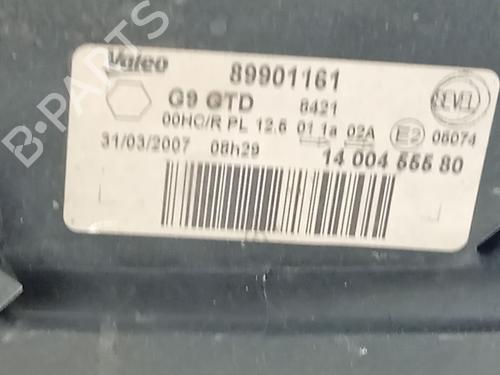 Valeo
89901161
G9 GTD
8421
SEVEL
00HC/R PL 12.5 01 1a 02A E2 06074
31/03/2007 08h29
14 004 555 80
B-PARTS